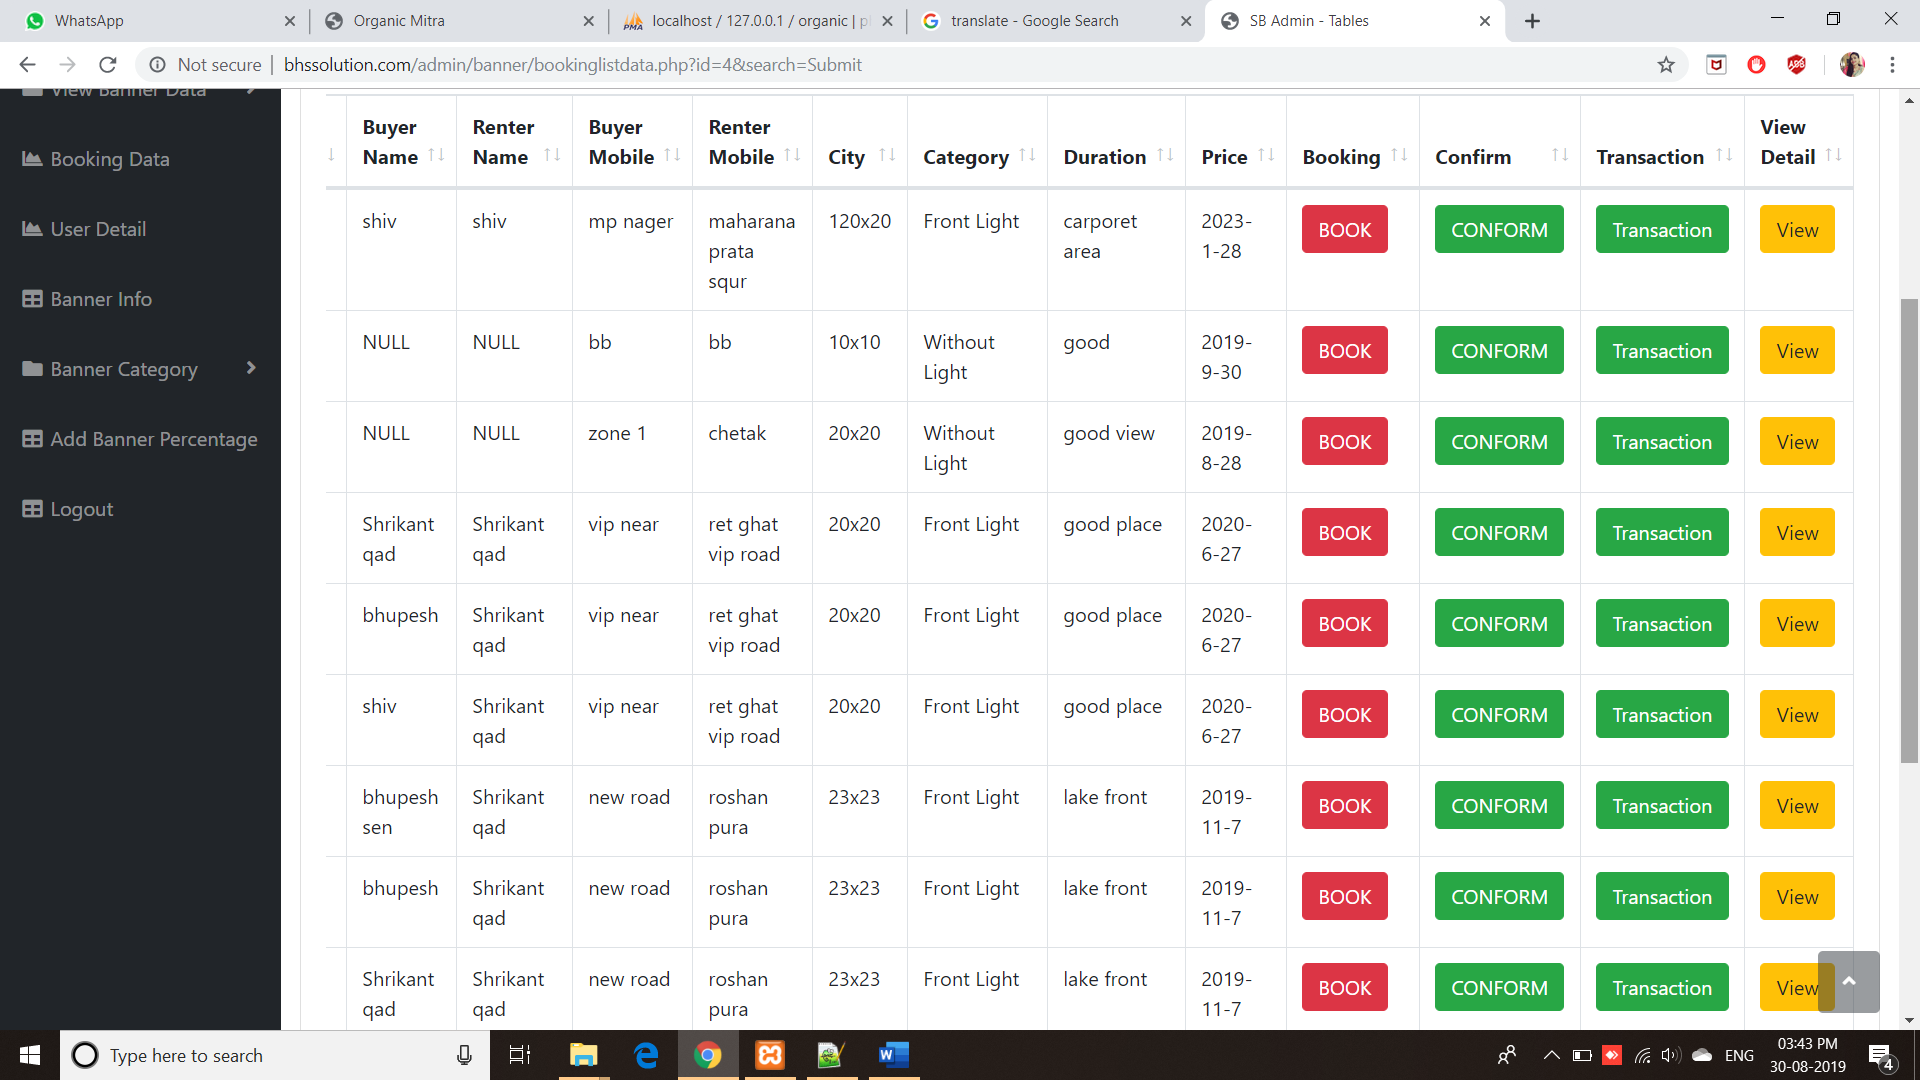 WhatsApp
Organic Mitra
localhost / 127.0.0.1 / organic | p
translate - Google Search
SB Admin - Tables
Not secure | bhssolution.com/admin/banner/bookinglistdata.php?id=4&search=Submit
View Banner Data
Booking Data
User Detail
Banner Info
Banner Category
Add Banner Percentage
Logout
Buyer Name Renter Name Buyer Mobile Renter Mobile City Category Duration Price Booking Confirm Transaction View Detail
shiv shiv mp nager maharana prata squr 120x20 Front Light carporet area 2023-1-28 BOOK CONFORM Transaction View
NULL NULL bb bb 10x10 Without Light good 2019-9-30 BOOK CONFORM Transaction View
NULL NULL zone 1 chetak 20x20 Without Light good view 2019-8-28 BOOK CONFORM Transaction View
Shrikant qad Shrikant qad vip near ret ghat vip road 20x20 Front Light good place 2020-6-27 BOOK CONFORM Transaction View
bhupesh Shrikant qad vip near ret ghat vip road 20x20 Front Light good place 2020-6-27 BOOK CONFORM Transaction View
shiv Shrikant qad vip near ret ghat vip road 20x20 Front Light good place 2020-6-27 BOOK CONFORM Transaction View
bhupesh sen Shrikant qad new road roshan pura 23x23 Front Light lake front 2019-11-7 BOOK CONFORM Transaction View
bhupesh Shrikant qad new road roshan pura 23x23 Front Light lake front 2019-11-7 BOOK CONFORM Transaction View
Shrikant qad Shrikant qad new road roshan pura 23x23 Front Light lake front 2019-11-7 BOOK CONFORM Transaction View
Type here to search
ENG
03:43 PM
30-08-2019
4